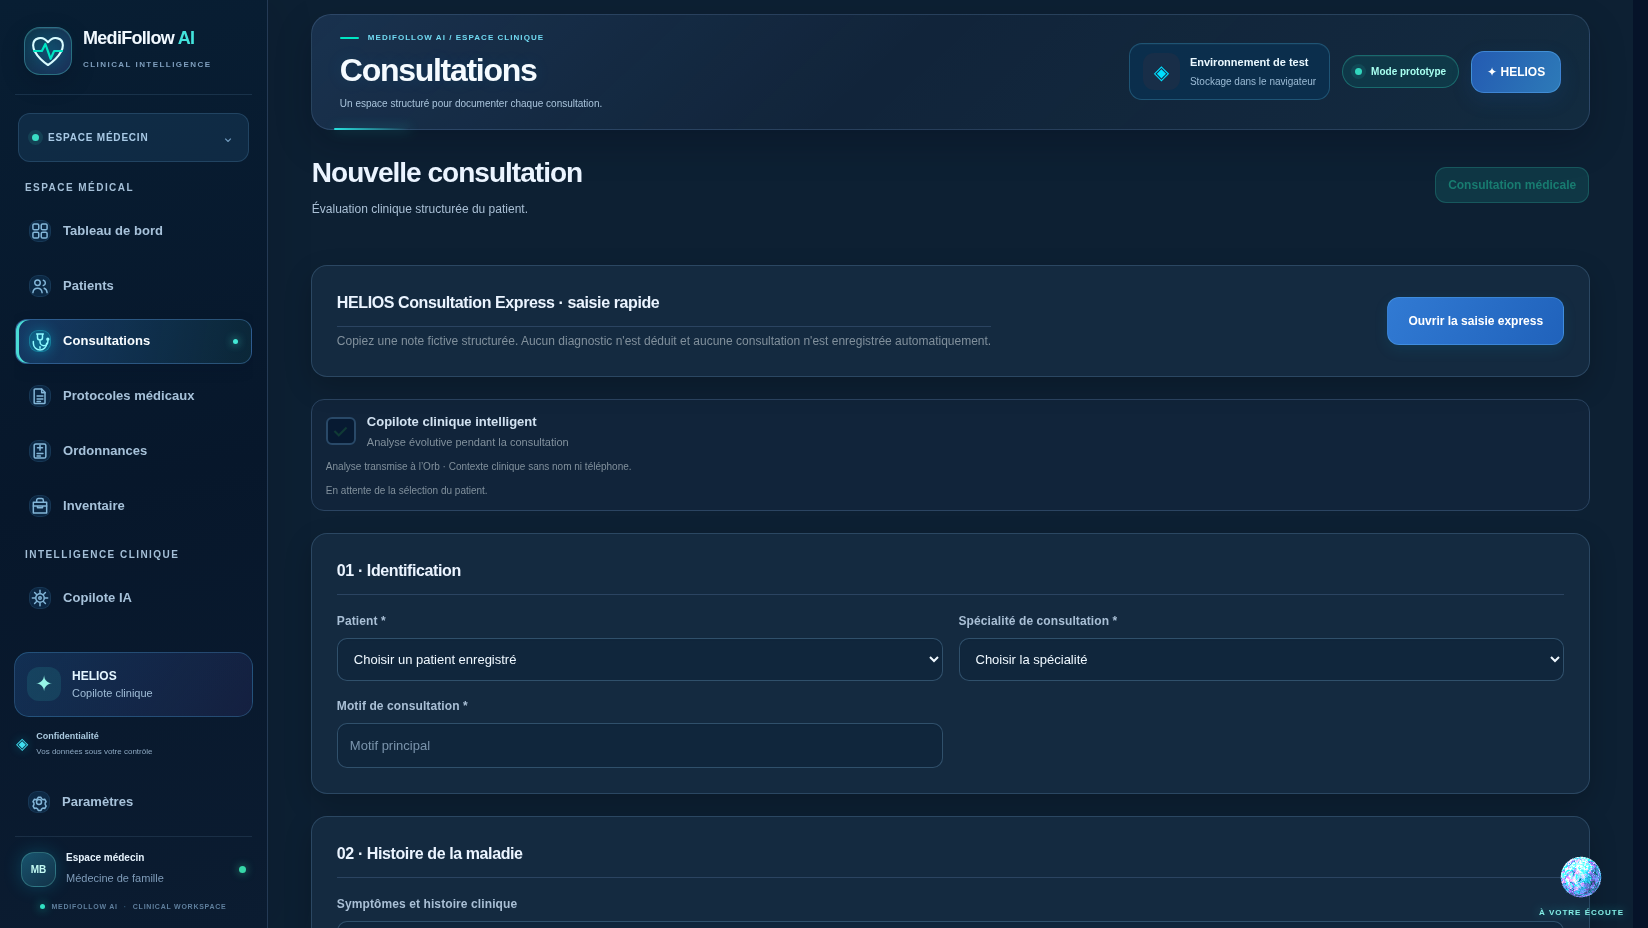 MediFollow AI
CLINICAL INTELLIGENCE
ESPACE MÉDECIN
ESPACE MÉDICAL
Tableau de bord
Patients
Consultations
Protocoles médicaux
Ordonnances
Inventaire
INTELLIGENCE CLINIQUE
Copilote IA
HELIOS
Copilote clinique
Confidentialité
Vos données sous votre contrôle
Paramètres
MB
Espace médecin
Médecine de famille
MEDIFOLLOW AI · CLINICAL WORKSPACE
MEDIFOLLOW AI / ESPACE CLINIQUE
Consultations
Un espace structuré pour documenter chaque consultation.
Environnement de test
Stockage dans le navigateur
Mode prototype
✦ HELIOS
Nouvelle consultation
Évaluation clinique structurée du patient.
Consultation médicale
HELIOS Consultation Express · saisie rapide
Copiez une note fictive structurée. Aucun diagnostic n'est déduit et aucune consultation n'est enregistrée automatiquement.
Ouvrir la saisie express
Copilote clinique intelligent
Analyse évolutive pendant la consultation
Analyse transmise à l'Orb · Contexte clinique sans nom ni téléphone.
En attente de la sélection du patient.
01 · Identification
Patient *
Choisir un patient enregistré
Spécialité de consultation *
Choisir la spécialité
Motif de consultation *
Motif principal
02 · Histoire de la maladie
Symptômes et histoire clinique
À VOTRE ÉCOUTE